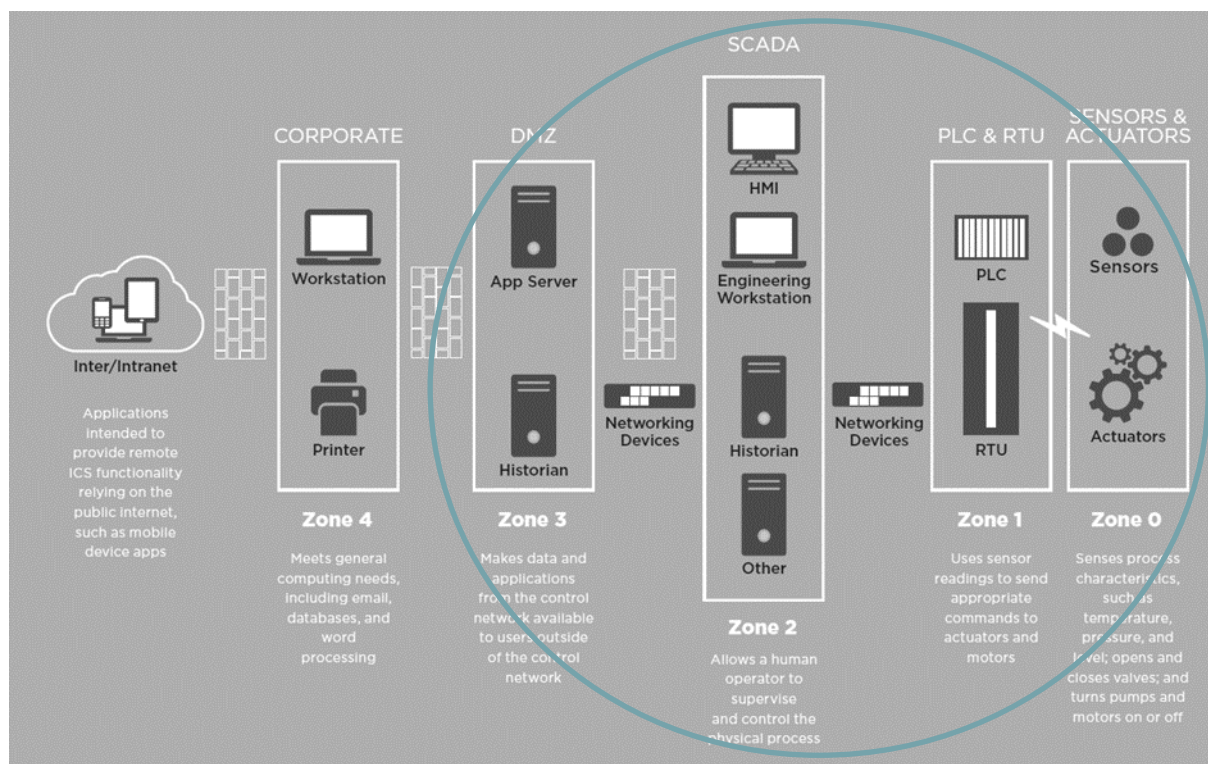 SCADA
CORPORATE
DMZ
PLC & RTU
SENSORS &
ACTUATORS
Inter/Intranet
Applications
intended to
provide remote
ICS functionality
relying on the
public internet,
such as mobile
device apps
Workstation
Printer
Zone 4
Meets general
computing needs,
including email,
databases, and
word
processing
App Server
Historian
Zone 3
Makes data and
applications
from the control
network available
to users outside
of the control
network
Networking
Devices
HMI
Engineering
Workstation
Historian
Other
Zone 2
Allows a human
operator to
supervise
and control the
physical process
Networking
Devices
PLC
RTU
Zone 1
Uses sensor
readings to send
appropriate
commands to
actuators and
motors
Sensors
Actuators
Zone 0
Senses process
characteristics,
such as
temperature,
pressure, and
level; opens and
closes valves; and
turns pumps and
motors on or off